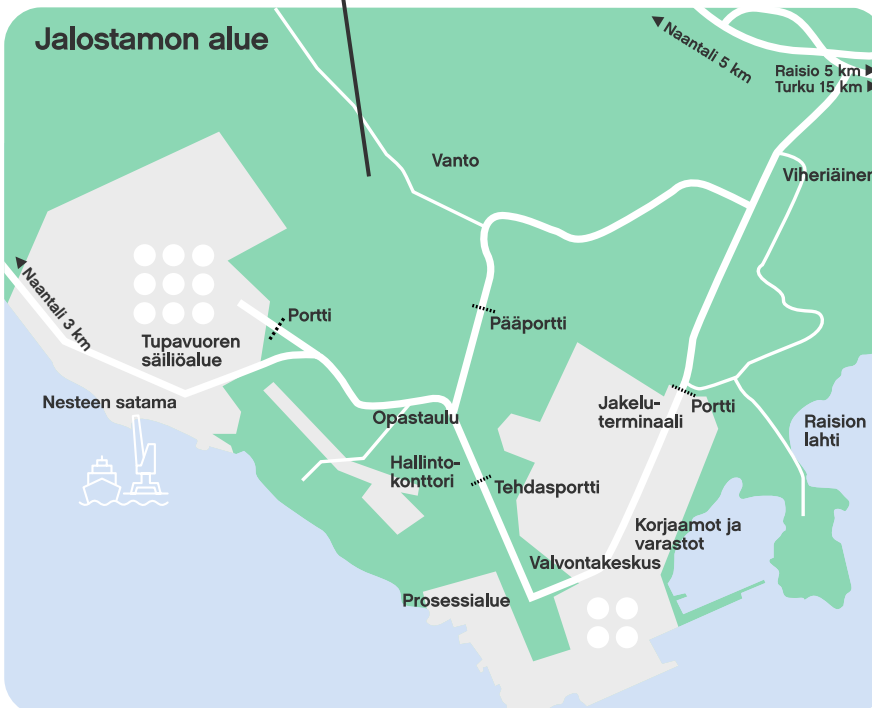 Jalostamon alue
Naantali 5 km
Raisio 5 km
Turku 15 km
Vanto
Viheriäinen
Naantali 3 km
Portti
Pääportti
Tupavuoren
säiliöalue
Nesteen satama
Opastaulu
Jakelu-
terminaali
Portti
Raision
lahti
Hallinto-
konttori
Tehdasportti
Korjaamot ja
varastot
Valvontakeskus
Prosessialue